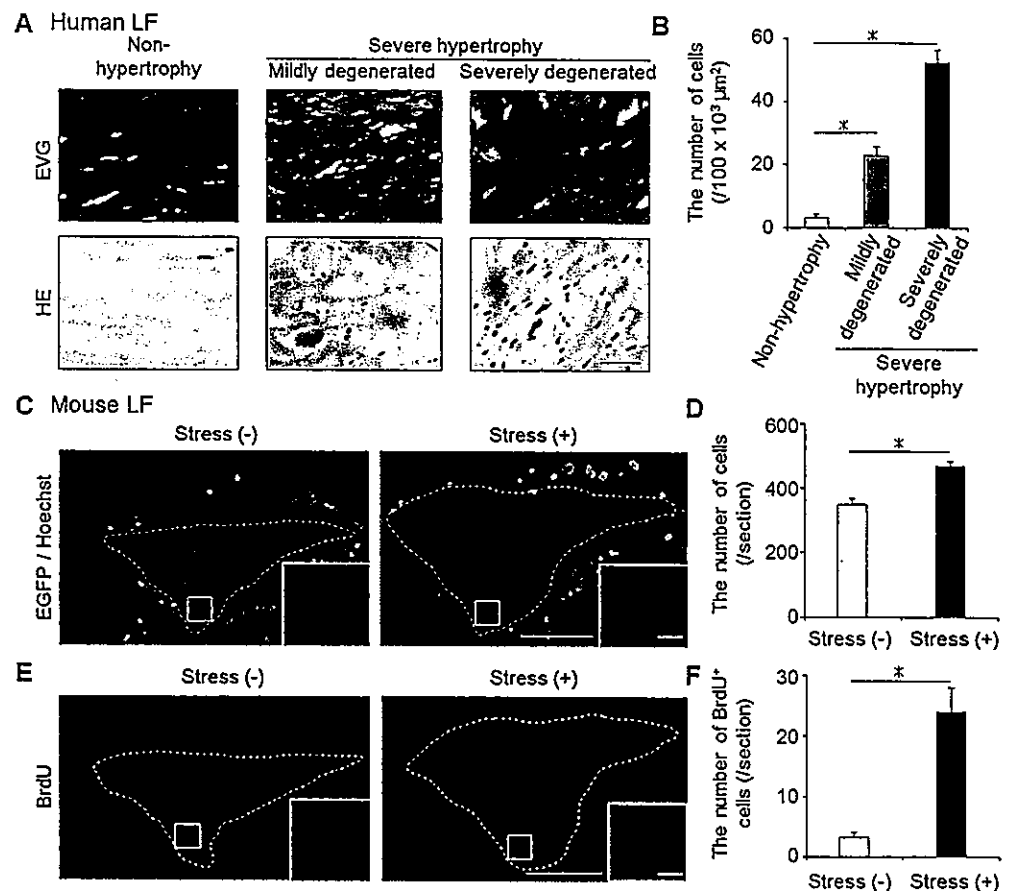 A Human LF
Non-
hypertrophy
Severe hypertrophy
Mildly degenerated
Severely degenerated
EVG
HE
B
The number of cells
(/100 x 10³ μm²)
60
40
20
0
*
*
Non-hypertrophy
Mildly
degenerated
Severely
degenerated
Severe
hypertrophy
C Mouse LF
Stress (-)
Stress (+)
EGFP / Hoechst
D
The number of cells
(/section)
600
400
200
0
*
Stress (-)
Stress (+)
E
Stress (-)
Stress (+)
BrdU
F
The number of BrdU⁺
cells (/section)
30
20
10
0
*
Stress (-)
Stress (+)